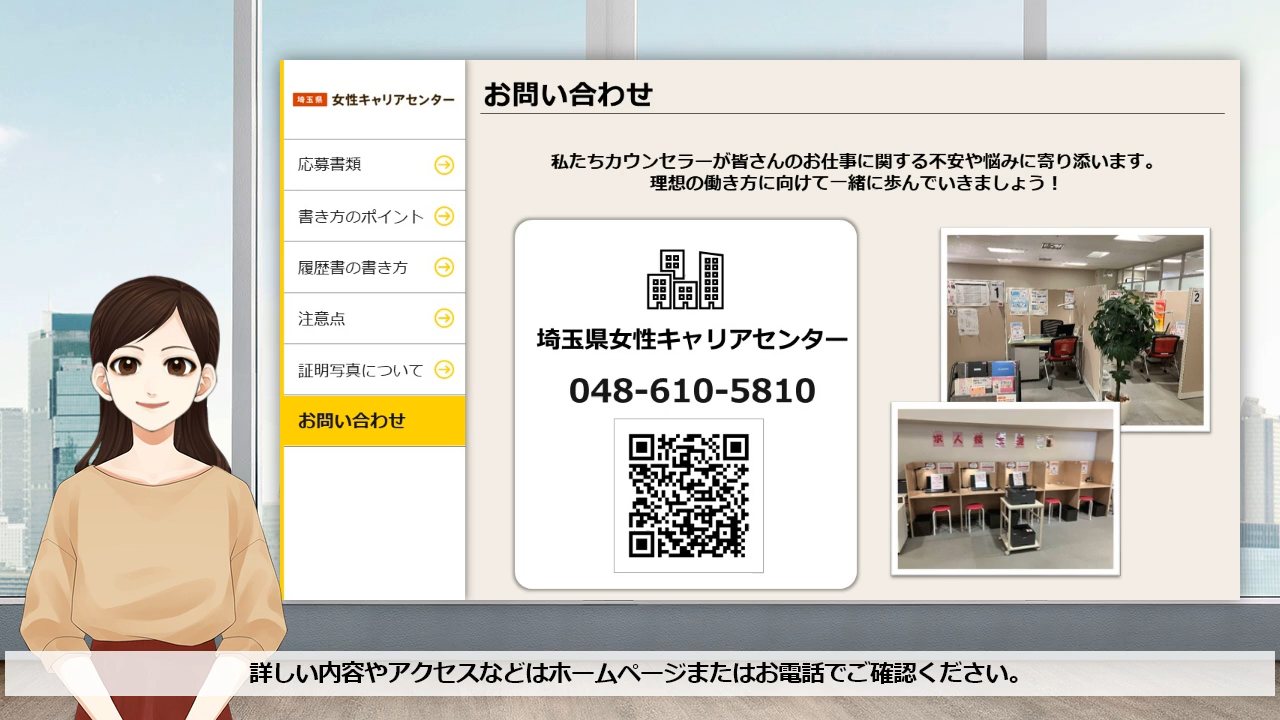 埼玉県 女性キャリアセンター
応募書類
書き方のポイント
履歴書の書き方
注意点
証明写真について
お問い合わせ
お問い合わせ
私たちカウンセラーが皆さんのお仕事に関する不安や悩みに寄り添います。
理想の働き方に向けて一緒に歩んでいきましょう！
埼玉県女性キャリアセンター
048-610-5810
1
2
詳しい内容やアクセスなどはホームページまたはお電話でご確認ください。